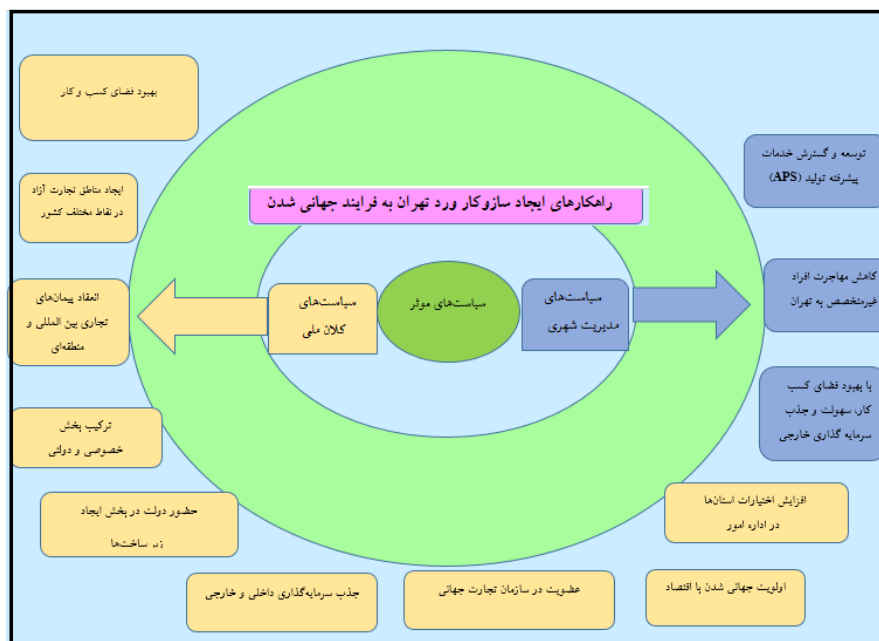 راهکارهای ایجاد سازوکار ورد تهران به فرایند جهانی شدن
سیاست‌های موثر
سیاست‌های
مدیریت شهری
توسعه و گسترش خدمات
پیشرفته تولید (APS)
کاهش مهاجرت افراد
غیرمتخصص به تهران
با بهبود فضای کسب
کار، سهولت و جذب
سرمایه گذاری خارجی
سیاست‌های
کلان ملی
بهبود فضای کسب و کار
ایجاد مناطق تجارت آزاد
در نقاط مختلف کشور
انعقاد پیمان‌های
تجاری بین المللی و
منطقه‌ای
ترکیب بخش
خصوصی و دولتی
حضور دولت در بخش ایجاد
زیر ساخت‌ها
جذب سرمایه‌گذاری داخلی و خارجی
عضویت در سازمان تجارت جهانی
اولویت جهانی شدن با اقتصاد
افزایش اختیارات استان‌ها
در اداره امور